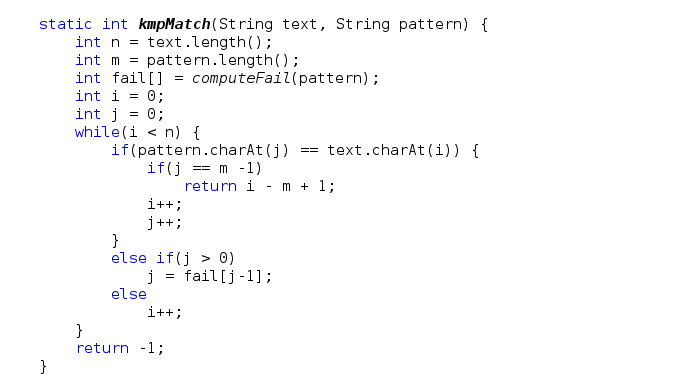 static int kmpMatch(String text, String pattern) {
    int n = text.length();
    int m = pattern.length();
    int fail[] = computeFail(pattern);
    int i = 0;
    int j = 0;
    while(i < n) {
        if(pattern.charAt(j) == text.charAt(i)) {
            if(j == m -1)
                return i - m + 1;
            i++;
            j++;
        }
        else if(j > 0)
            j = fail[j-1];
        else
            i++;
    }
    return -1;
}